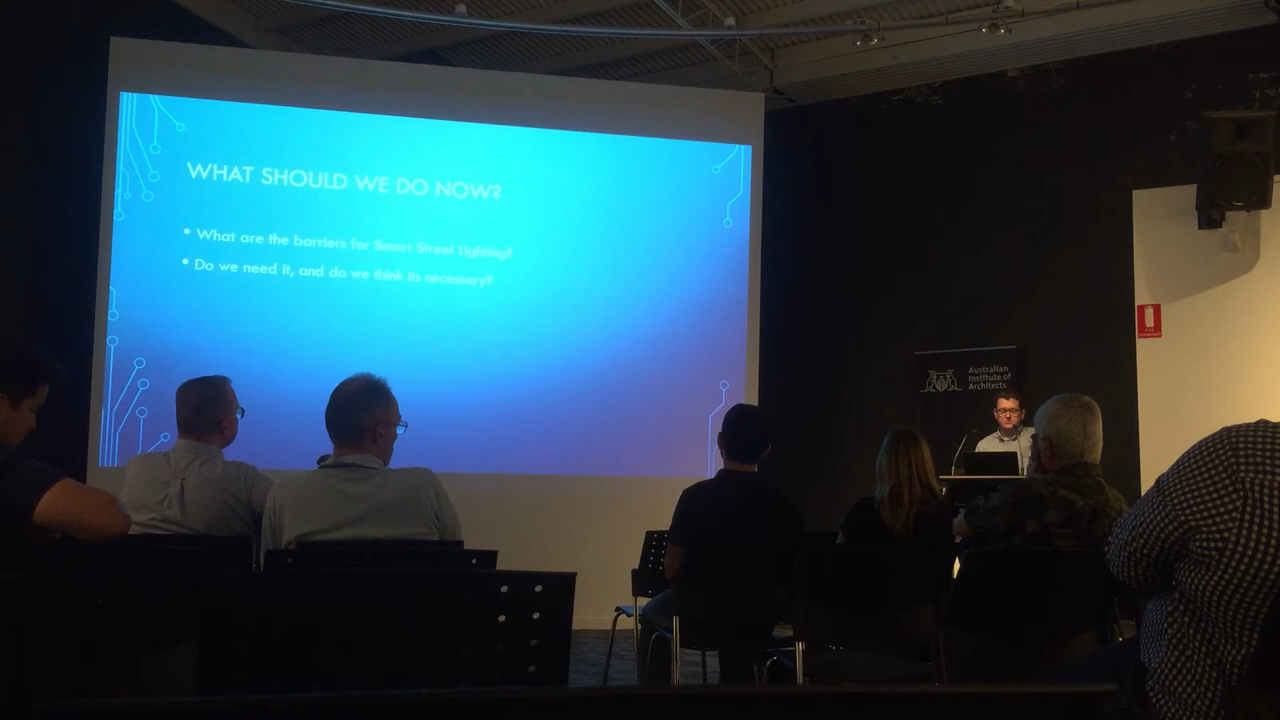 WHAT SHOULD WE DO NOW?
• What are the barriers for Smart Street Lighting?
• Do we need it, and do we think its necessary?
Australian
Institute of
Architects